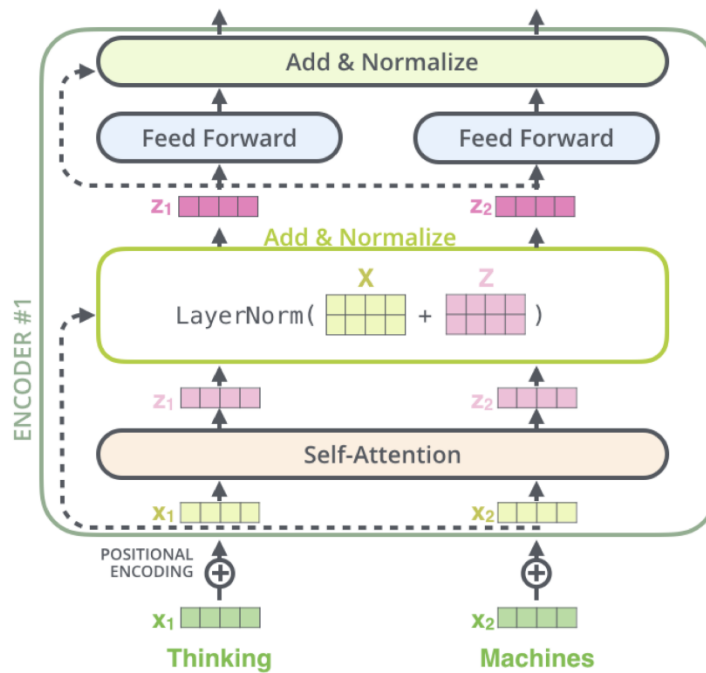 Add & Normalize
Feed Forward Feed Forward
z1 z2
Add & Normalize
X Z
LayerNorm( + )
ENCODER #1
z1 z2
Self-Attention
x1 x2
POSITIONAL
ENCODING
x1 x2
Thinking Machines